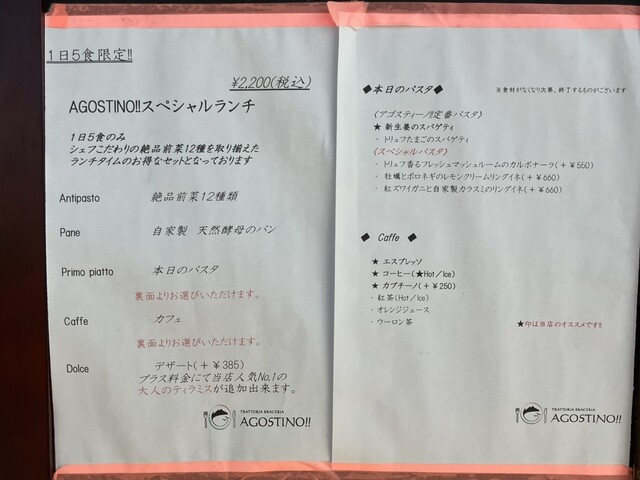 1日5食限定!!
¥2,200(税込)
AGOSTINO!!スペシャルランチ
1日5食のみ
シェフこだわりの絶品前菜12種を取り揃えた
ランチタイムのお得なセットとなっております
Antipasto 絶品前菜12種類
Pane 自家製 天然酵母のパン
Primo piatto 本日のパスタ
裏面よりお選びいただけます。
Caffe カフェ
裏面よりお選びいただけます。
Dolce デザート(+¥385)
プラス料金にて当店人気No.1の
大人のティラミスが追加出来ます。
TRATTORIA BRACERIA
AGOSTINO!!
◆本日のパスタ◆ ※食材がなくなり次第、終了するものがございます
《アゴスティーノ!!定番パスタ》
★ 新生姜のスパゲティ
・トリュフたまごのスパゲティ
《スペシャルパスタ》
・トリュフ香るフレッシュマッシュルームのカルボナーラ(+¥550)
・牡蠣とポロネギのレモンクリームリングイネ(+¥660)
・紅ズワイガニと自家製カラスミのリングイネ(+¥660)
◆ Caffe ◆
★ エスプレッソ
★ コーヒー(★Hot/Ice)
★ カプチーノ(+¥250)
・紅茶(Hot/Ice)
・オレンジジュース
・ウーロン茶
★印は当店のオススメです!!
TRATTORIA BRACERIA
AGOSTINO!!